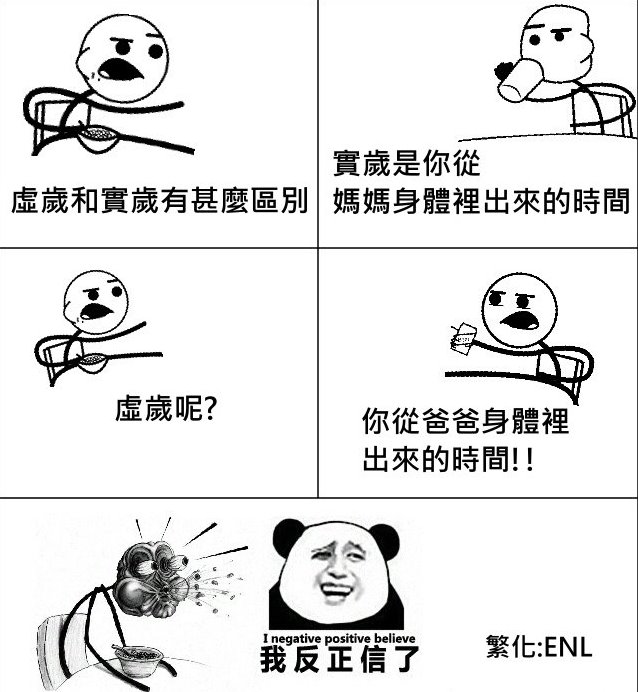 虛歲和實歲有甚麼區別
實歲是你從
媽媽身體裡出來的時間
虛歲呢?
你從爸爸身體裡
出來的時間!!
I negative positive believe
我反正信了
繁化:ENL